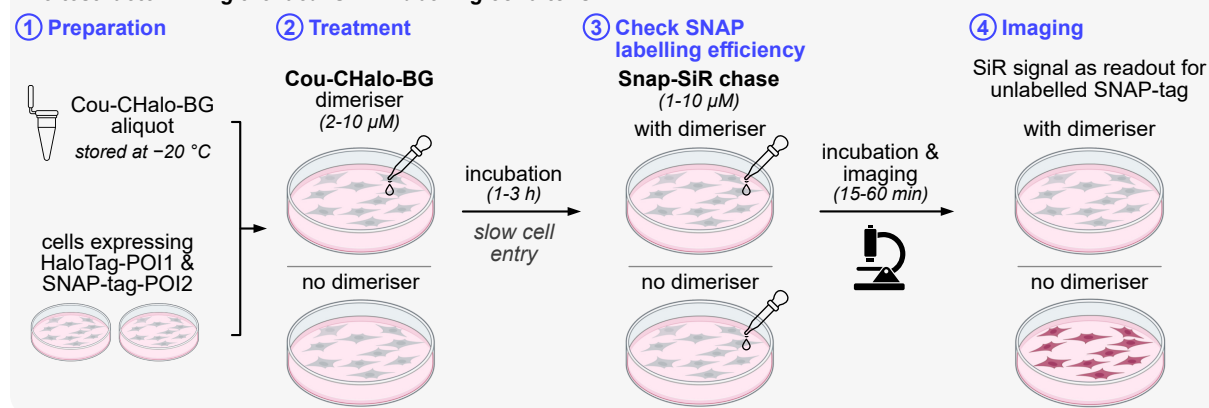 1 Preparation
Cou-CHalo-BG
aliquot
stored at −20 °C
cells expressing
HaloTag-POI1 &
SNAP-tag-POI2
2 Treatment
Cou-CHalo-BG
dimeriser
(2-10 µM)
no dimeriser
incubation
(1-3 h)
slow cell
entry
3 Check SNAP
labelling efficiency
Snap-SiR chase
(1-10 µM)
with dimeriser
no dimeriser
incubation &
imaging
(15-60 min)
4 Imaging
SiR signal as readout for
unlabelled SNAP-tag
with dimeriser
no dimeriser